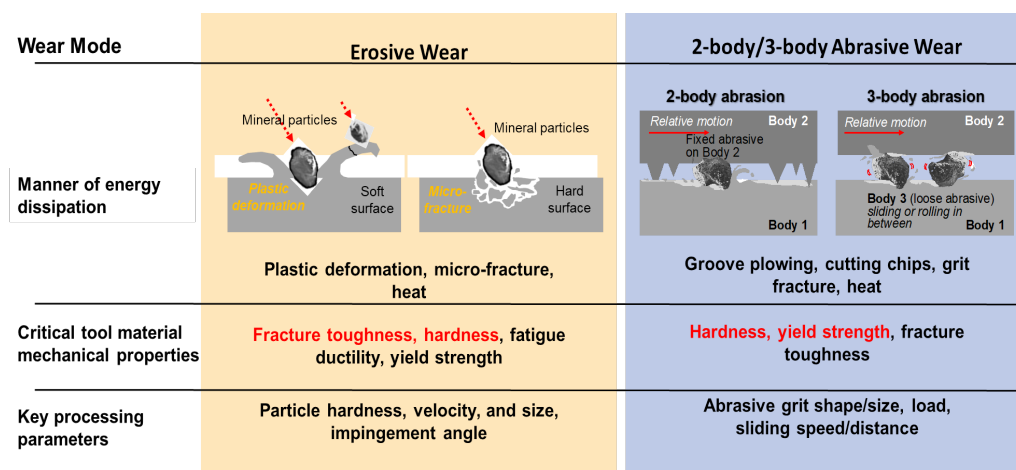 Wear Mode
Erosive Wear
2-body/3-body Abrasive Wear
Manner of energy
dissipation
Mineral particles
Plastic
deformation
Soft
surface
Mineral particles
Micro-
fracture
Hard
surface
2-body abrasion
Relative motion
Body 2
Fixed abrasive
on Body 2
Body 1
3-body abrasion
Relative motion
Body 2
Body 3 (loose abrasive)
sliding or rolling in
between
Body 1
Plastic deformation, micro-fracture,
heat
Groove plowing, cutting chips, grit
fracture, heat
Critical tool material
mechanical properties
Fracture toughness, hardness, fatigue
ductility, yield strength
Hardness, yield strength, fracture
toughness
Key processing
parameters
Particle hardness, velocity, and size,
impingement angle
Abrasive grit shape/size, load,
sliding speed/distance